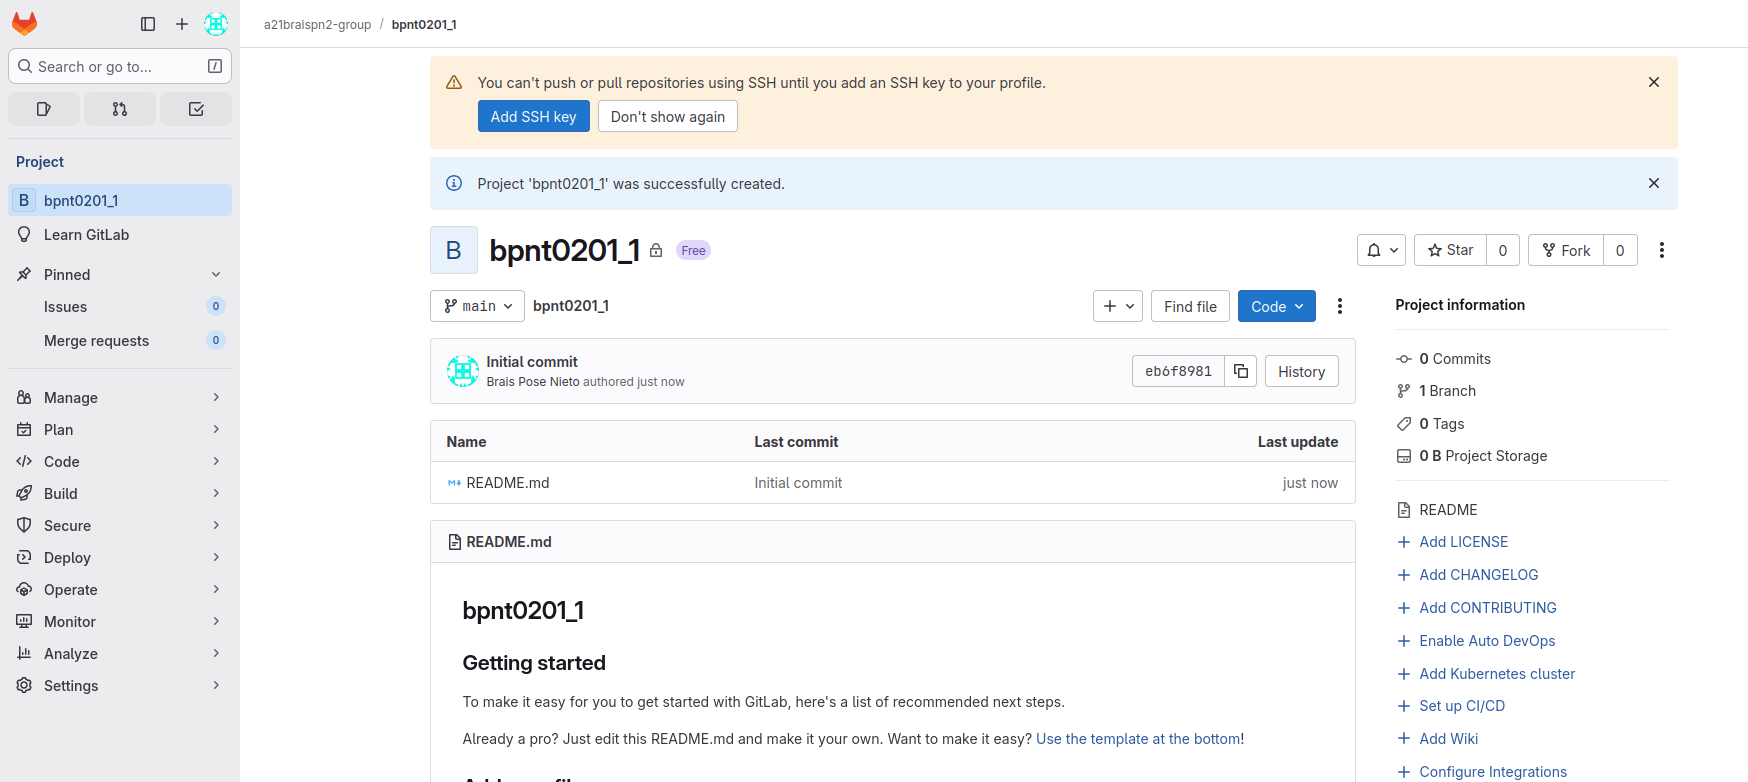 a21braispn2-group / bpnt0201_1
Search or go to... /
Project
B bpnt0201_1
Learn GitLab
Pinned
Issues 0
Merge requests 0
Manage
Plan
Code
Build
Secure
Deploy
Operate
Monitor
Analyze
Settings
You can't push or pull repositories using SSH until you add an SSH key to your profile.
Add SSH key Don't show again
Project 'bpnt0201_1' was successfully created.
B bpnt0201_1 Free
Star 0 Fork 0
main bpnt0201_1
Find file Code
Initial commit
Brais Pose Nieto authored just now
eb6f8981 History
Name Last commit Last update
README.md Initial commit just now
README.md
bpnt0201_1
Getting started
To make it easy for you to get started with GitLab, here's a list of recommended next steps.
Already a pro? Just edit this README.md and make it your own. Want to make it easy? Use the template at the bottom!
Project information
0 Commits
1 Branch
0 Tags
0 B Project Storage
README
Add LICENSE
Add CHANGELOG
Add CONTRIBUTING
Enable Auto DevOps
Add Kubernetes cluster
Set up CI/CD
Add Wiki
Configure Integrations